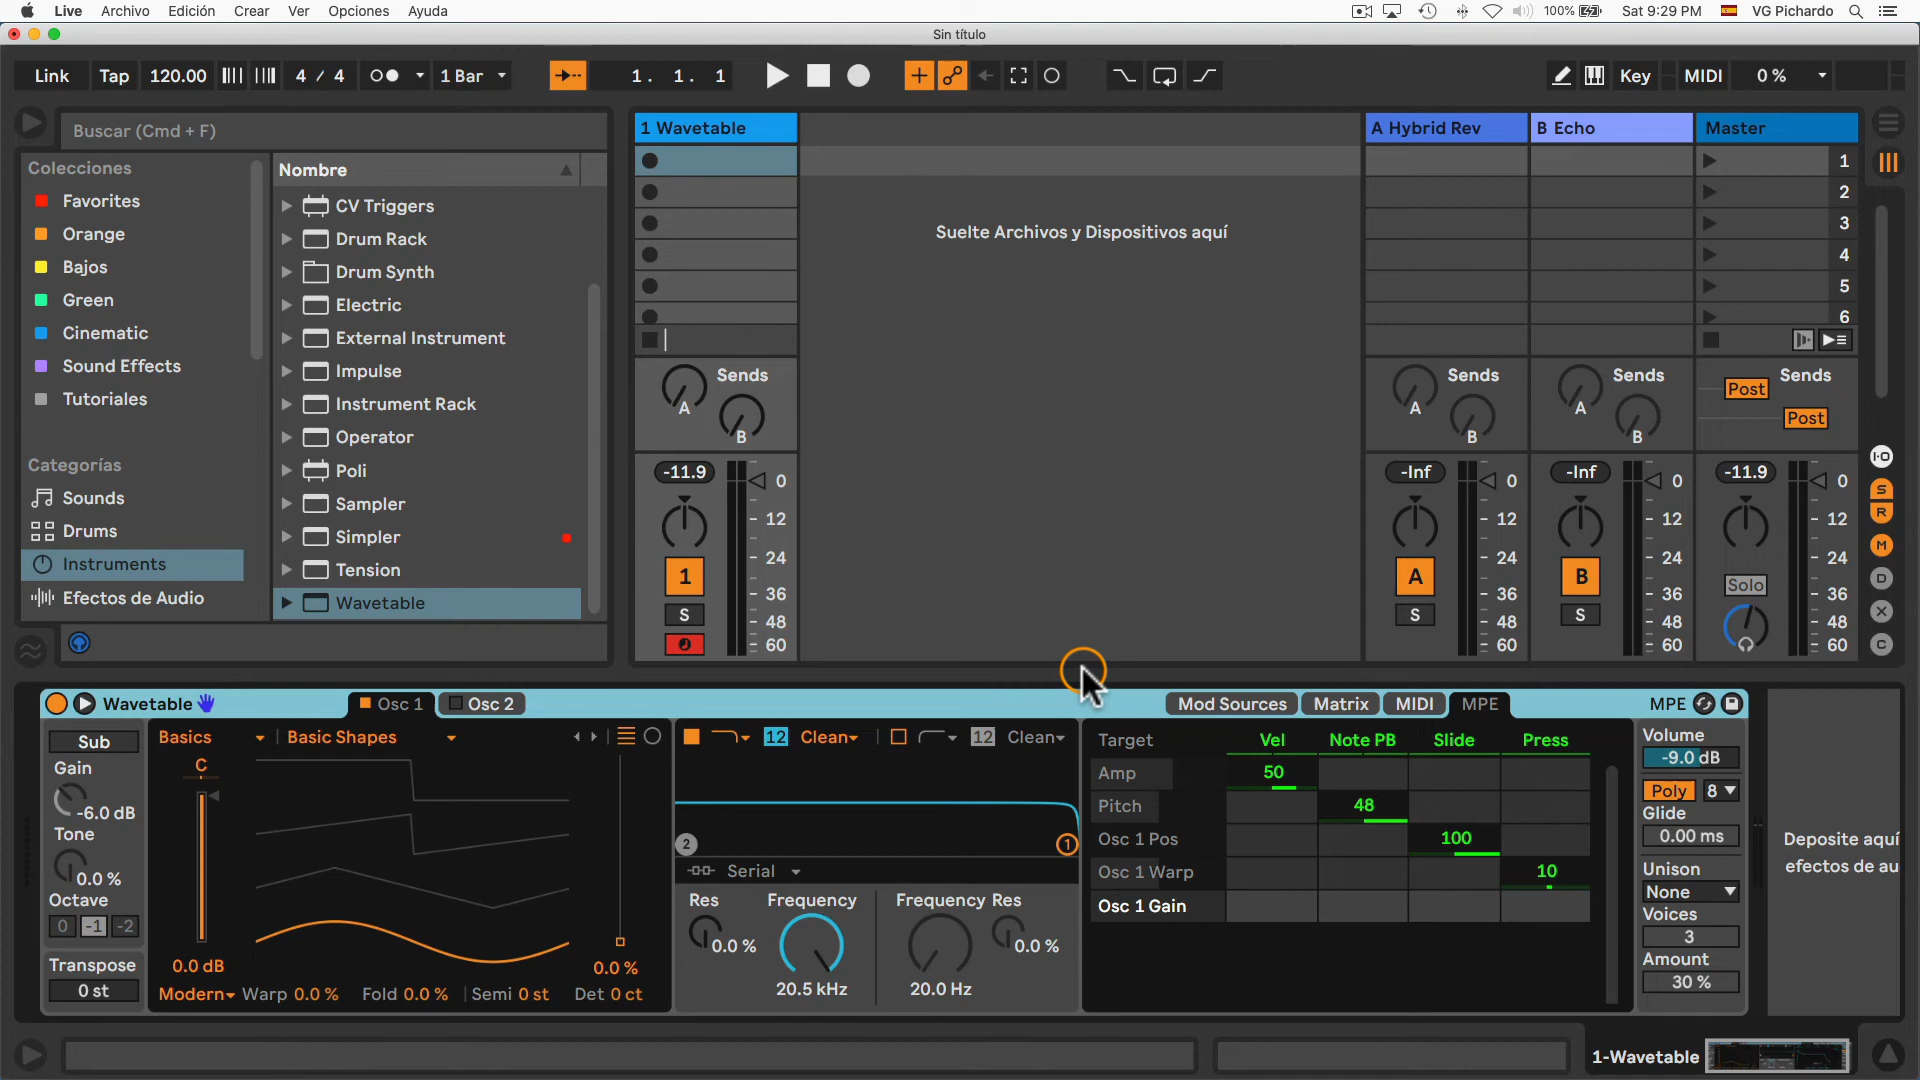 Live Archivo Edición Crear Ver Opciones Ayuda 100% Sat 9:29 PM VG Pichardo
Sin título
Link Tap 120.00 4 / 4 1 Bar 1. 1. 1 Key MIDI 0 %
Buscar (Cmd + F)
Colecciones
Favorites
Orange
Bajos
Green
Cinematic
Sound Effects
Tutoriales
Categorías
Sounds
Drums
Instruments
Efectos de Audio
Nombre
CV Triggers
Drum Rack
Drum Synth
Electric
External Instrument
Impulse
Instrument Rack
Operator
Poli
Sampler
Simpler
Tension
Wavetable
1 Wavetable
Sends
A
B
-11.9
0
12
24
36
48
60
1
S
Suelte Archivos y Dispositivos aquí
A Hybrid Rev
Sends
A
B
-Inf
0
12
24
36
48
60
A
S
B Echo
Sends
A
B
-Inf
0
12
24
36
48
60
B
S
Master
1
2
3
4
5
6
Sends
Post
Post
-11.9
0
12
24
36
48
60
Solo
I·O
S
R
M
D
X
C
Wavetable Osc 1 Osc 2 Mod Sources Matrix MIDI MPE MPE
Sub
Gain
-6.0 dB
Tone
0.0 %
Octave
0 -1 -2
Transpose
0 st
Basics Basic Shapes
C
0.0 dB
0.0 %
Modern Warp 0.0 % Fold 0.0 % Semi 0 st Det 0 ct
12 Clean 12 Clean
2 1
Serial
Res Frequency Frequency Res
0.0 % 0.0 %
20.5 kHz 20.0 Hz
Target Vel Note PB Slide Press
Amp 50
Pitch 48
Osc 1 Pos 100
Osc 1 Warp 10
Osc 1 Gain
Volume
-9.0 dB
Poly 8
Glide
0.00 ms
Unison
None
Voices
3
Amount
30 %
Deposite aquí
efectos de au
1-Wavetable